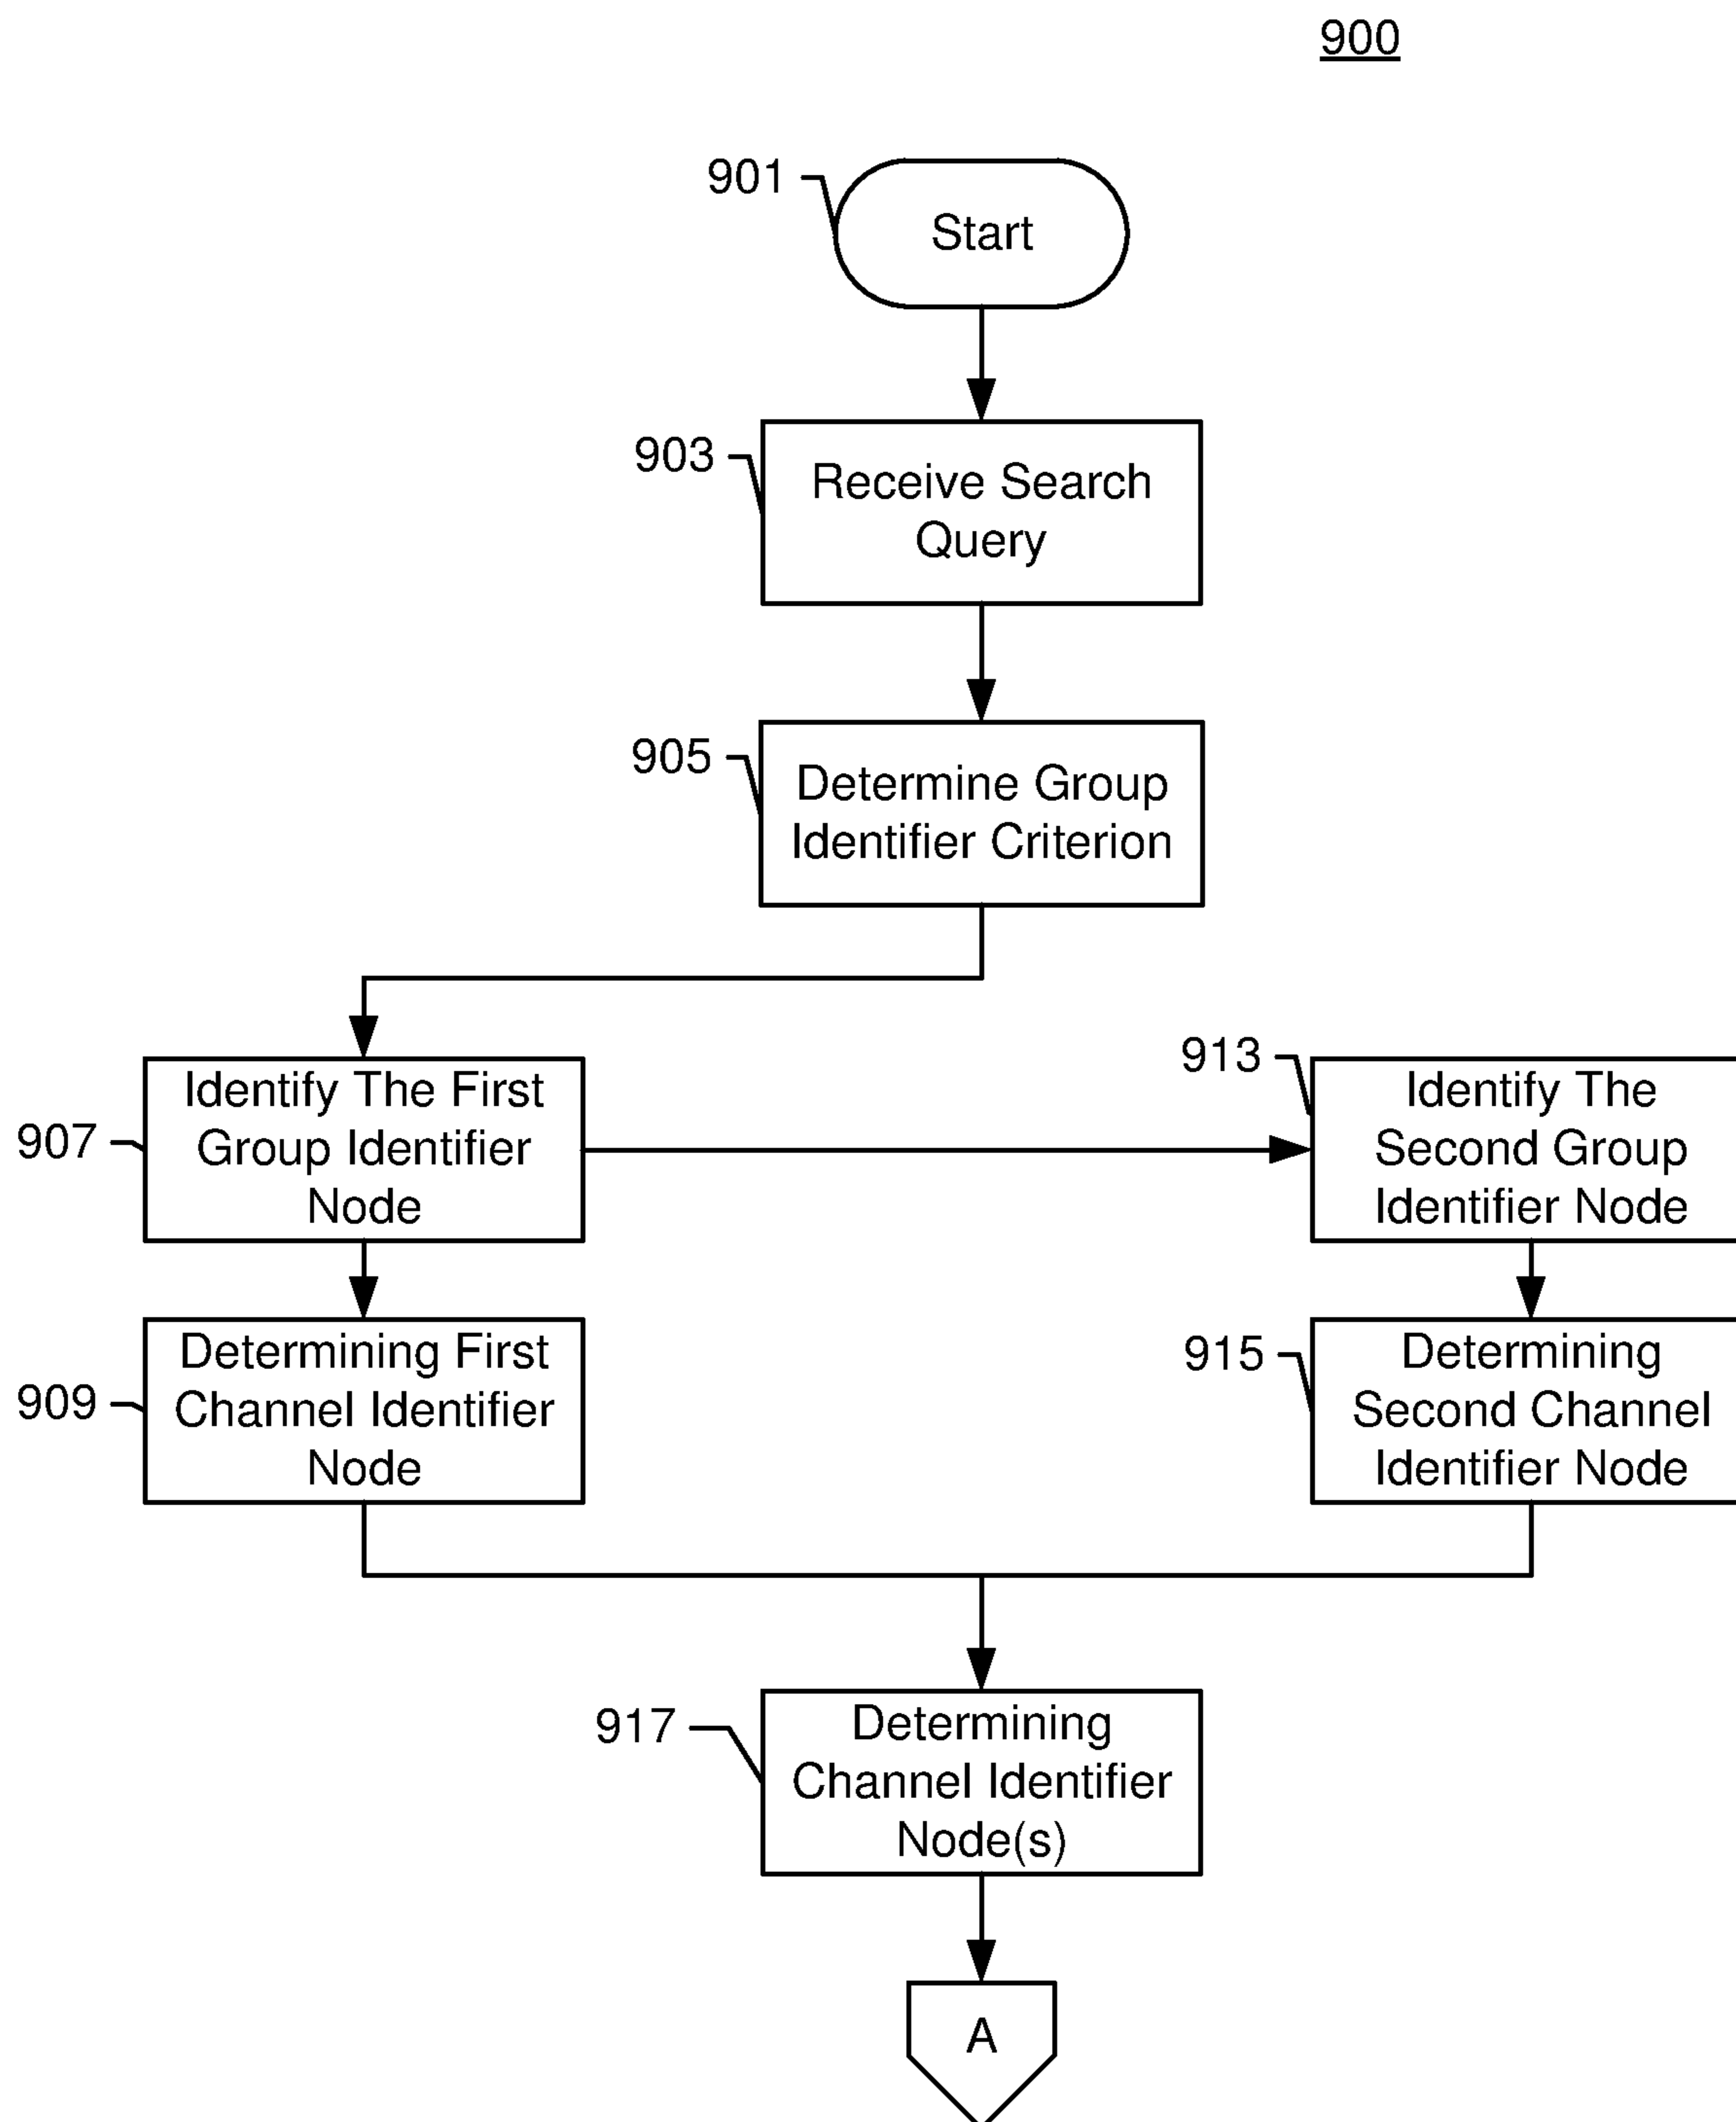 900
901
Start
903
Receive Search
Query
905
Determine Group
Identifier Criterion
907
Identify The First
Group Identifier
Node
913
Identify The
Second Group
Identifier Node
909
Determining First
Channel Identifier
Node
915
Determining
Second Channel
Identifier Node
917
Determining
Channel Identifier
Node(s)
A